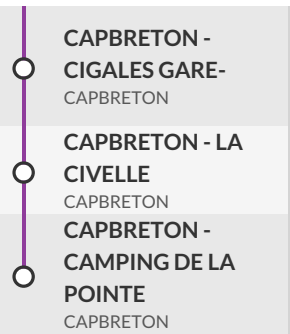 CAPBRETON -
CIGALES GARE-
CAPBRETON
CAPBRETON - LA
CIVELLE
CAPBRETON
CAPBRETON -
CAMPING DE LA
POINTE
CAPBRETON